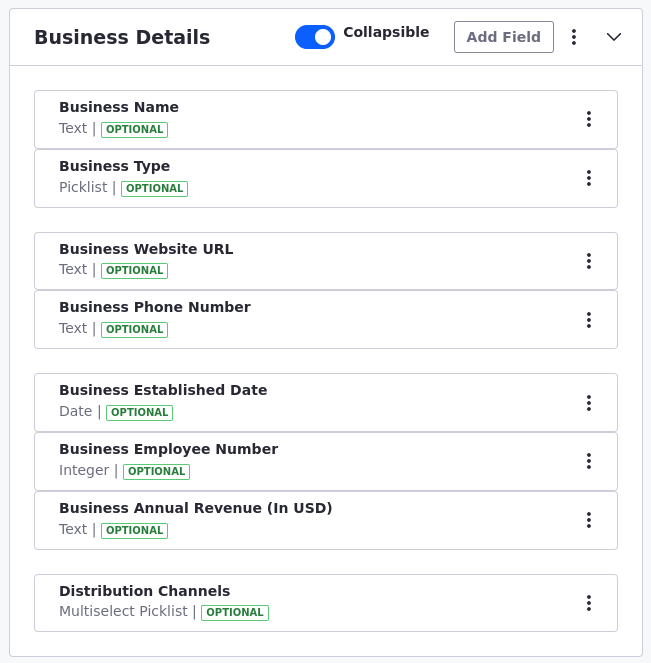 Business Details Collapsible Add Field
Business Name
Text | OPTIONAL
Business Type
Picklist | OPTIONAL
Business Website URL
Text | OPTIONAL
Business Phone Number
Text | OPTIONAL
Business Established Date
Date | OPTIONAL
Business Employee Number
Integer | OPTIONAL
Business Annual Revenue (In USD)
Text | OPTIONAL
Distribution Channels
Multiselect Picklist | OPTIONAL